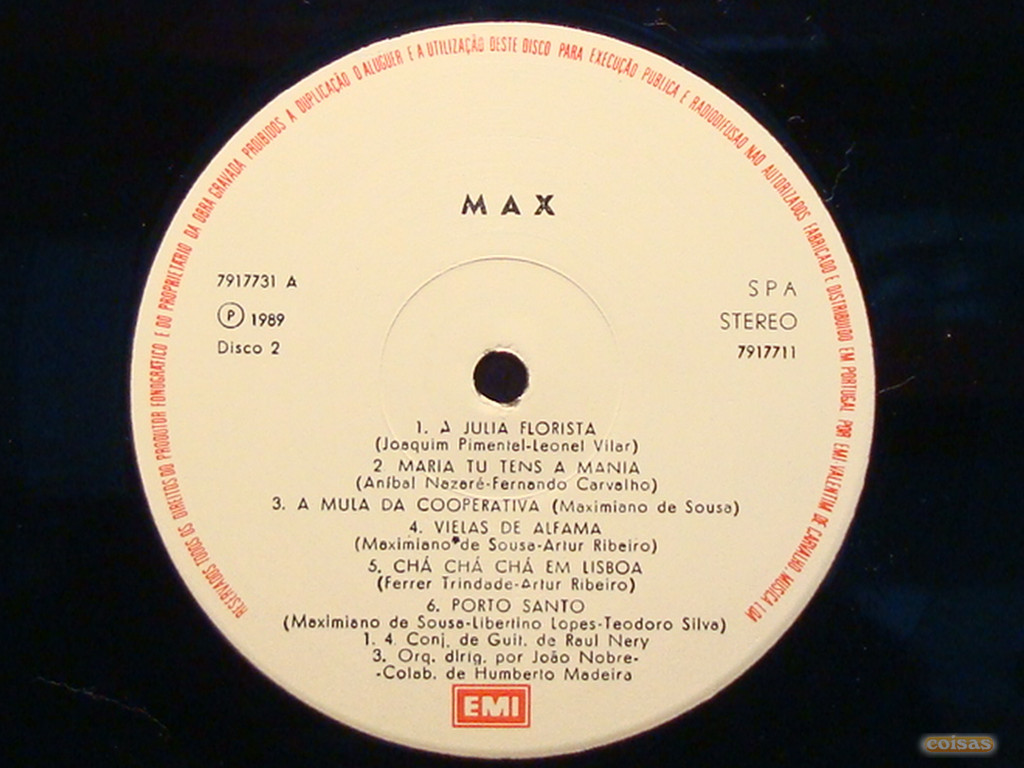 RESERVADOS TODOS OS DIREITOS DO PRODUTOR FONOGRÁFICO E DO PROPRIETÁRIO DA OBRA GRAVADA PROIBIDOS A DUPLICAÇÃO O ALUGUER E A UTILIZAÇÃO DESTE DISCO PARA EXECUÇÃO PUBLICA E RADIODIFUSÃO NÃO AUTORIZADOS FABRICADO E DISTRIBUIDO EM PORTUGAL POR EMI-VALENTIM DE CARVALHO, MUSICA LDA
MAX
7917731 A
Ⓟ 1989
Disco 2
SPA
STEREO
7917711
1. A JULIA FLORISTA
(Joaquim Pimentel-Leonel Vilar)
2 MARIA TU TENS A MANIA
(Aníbal Nazaré-Fernando Carvalho)
3. A MULA DA COOPERATIVA (Maximiano de Sousa)
4. VIELAS DE ALFAMA
(Maximiano de Sousa-Artur Ribeiro)
5. CHÁ CHÁ CHÁ EM LISBOA
(Ferrer Trindade-Artur Ribeiro)
6. PORTO SANTO
(Maximiano de Sousa-Libertino Lopes-Teodoro Silva)
1. 4. Conj. de Guit. de Raul Nery
3. Orq. dirig. por João Nobre-
-Colab. de Humberto Madeira
EMI
coisas